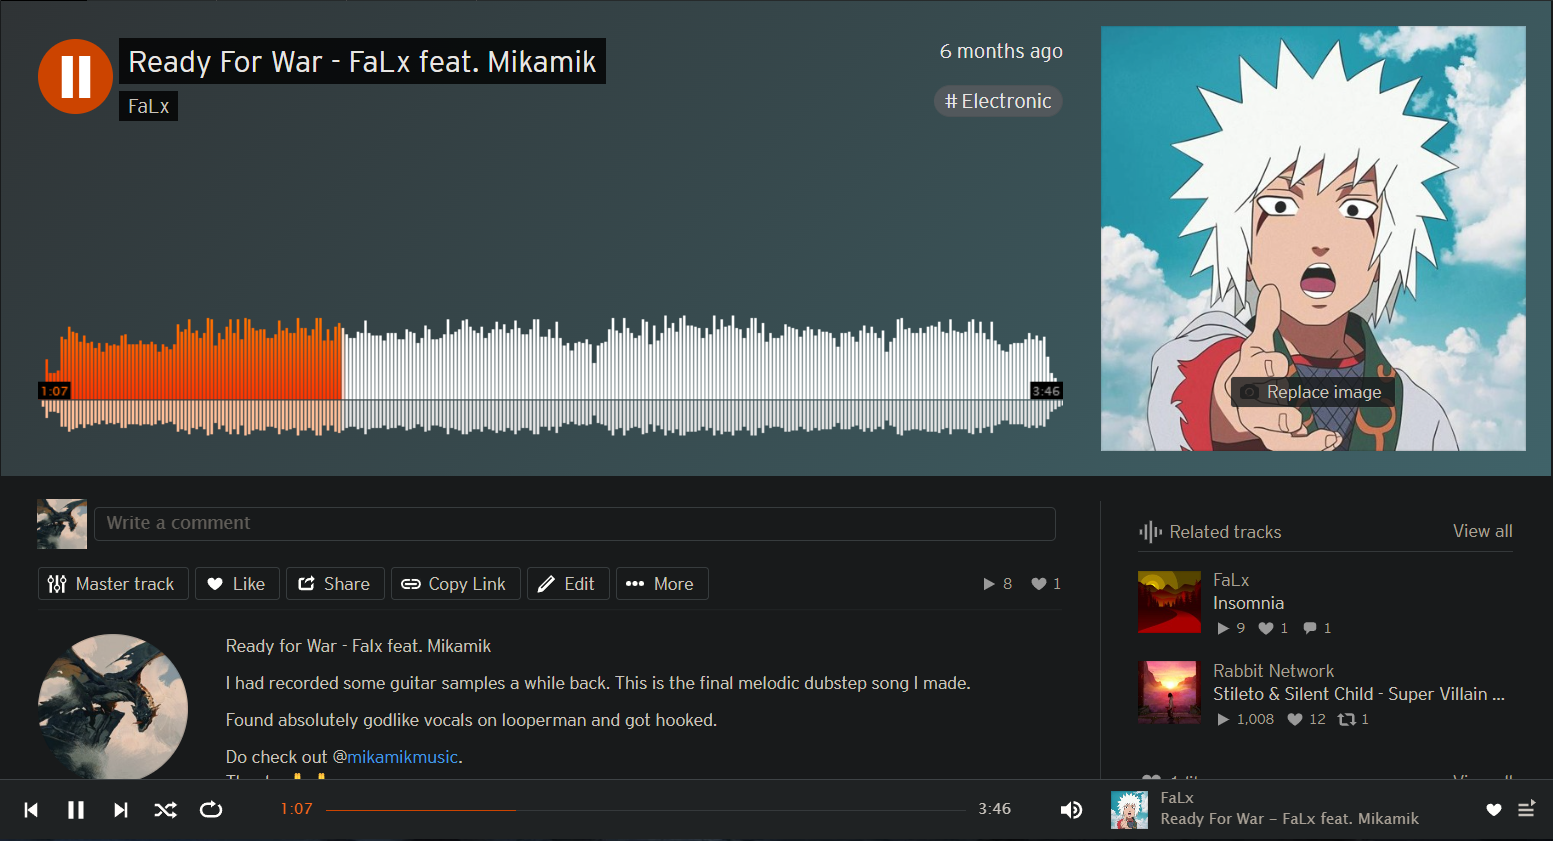 Ready For War - FaLx feat. Mikamik
FaLx
6 months ago
# Electronic
1:07
3:46
Replace image
Write a comment
Master track
Like
Share
Copy Link
Edit
More
8
1
Ready for War - Falx feat. Mikamik
I had recorded some guitar samples a while back. This is the final melodic dubstep song I made.
Found absolutely godlike vocals on looperman and got hooked.
Do check out @mikamikmusic.
Related tracks
View all
FaLx
Insomnia
9
1
1
Rabbit Network
Stileto & Silent Child - Super Villain ...
1,008
12
1
View all
1:07
3:46
FaLx
Ready For War – FaLx feat. Mikamik